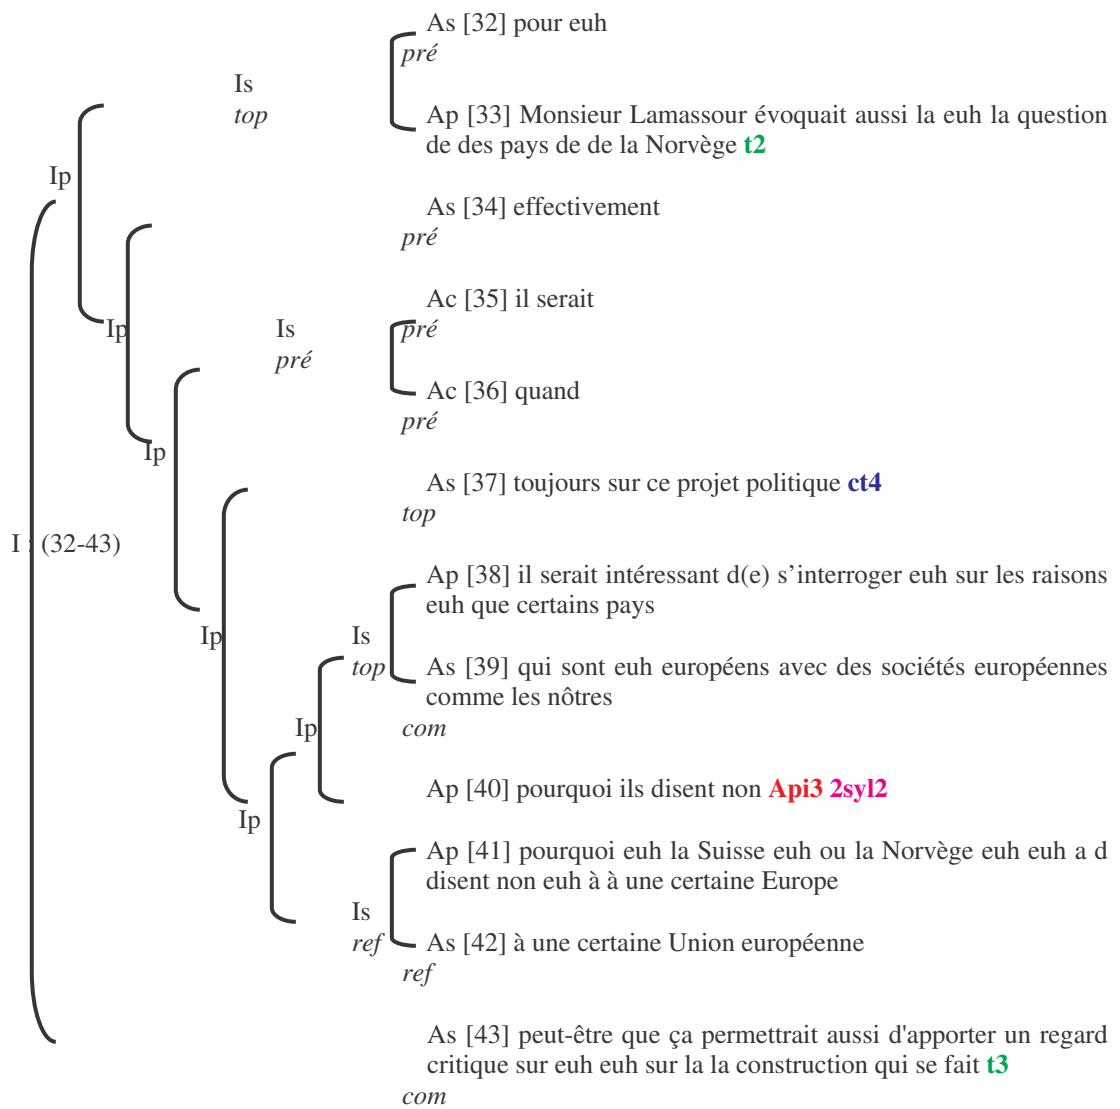 As [32] pour euh
pré
Is
top
Ap [33] Monsieur Lamassour évoquait aussi la euh la question
de des pays de de la Norvège t2
Ip
As [34] effectivement
pré
Ac [35] il serait
Ip
Is
pré
pré
Ac [36] quand
pré
Ip
As [37] toujours sur ce projet politique ct4
top
I : (32-43)
Ap [38] il serait intéressant d(e) s’interroger euh sur les raisons
euh que certains pays
Ip
Is
top
As [39] qui sont euh européens avec des sociétés européennes
comme les nôtres
com
Ip
Ap [40] pourquoi ils disent non Api3 2syl2
Ip
Ap [41] pourquoi euh la Suisse euh ou la Norvège euh euh a d
disent non euh à à une certaine Europe
Is
ref
As [42] à une certaine Union européenne
ref
As [43] peut-être que ça permettrait aussi d'apporter un regard
critique sur euh euh sur la la construction qui se fait t3
com